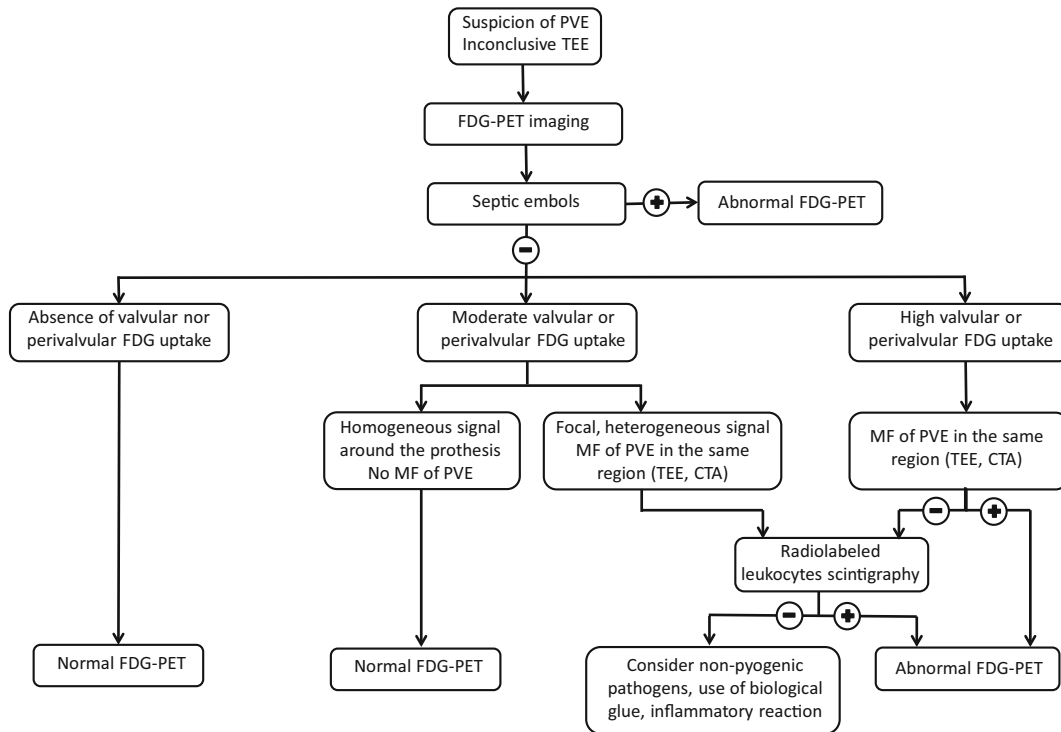 Suspicion of PVE
Inconclusive TEE
FDG-PET imaging
Septic embols
Abnormal FDG-PET
Absence of valvular nor
perivalvular FDG uptake
Moderate valvular or
perivalvular FDG uptake
High valvular or
perivalvular FDG uptake
Homogeneous signal
around the prothesis
No MF of PVE
Focal, heterogeneous signal
MF of PVE in the same
region (TEE, CTA)
MF of PVE in the same
region (TEE, CTA)
Radiolabeled
leukocytes scintigraphy
Normal FDG-PET
Normal FDG-PET
Consider non-pyogenic
pathogens, use of biological
glue, inflammatory reaction
Abnormal FDG-PET